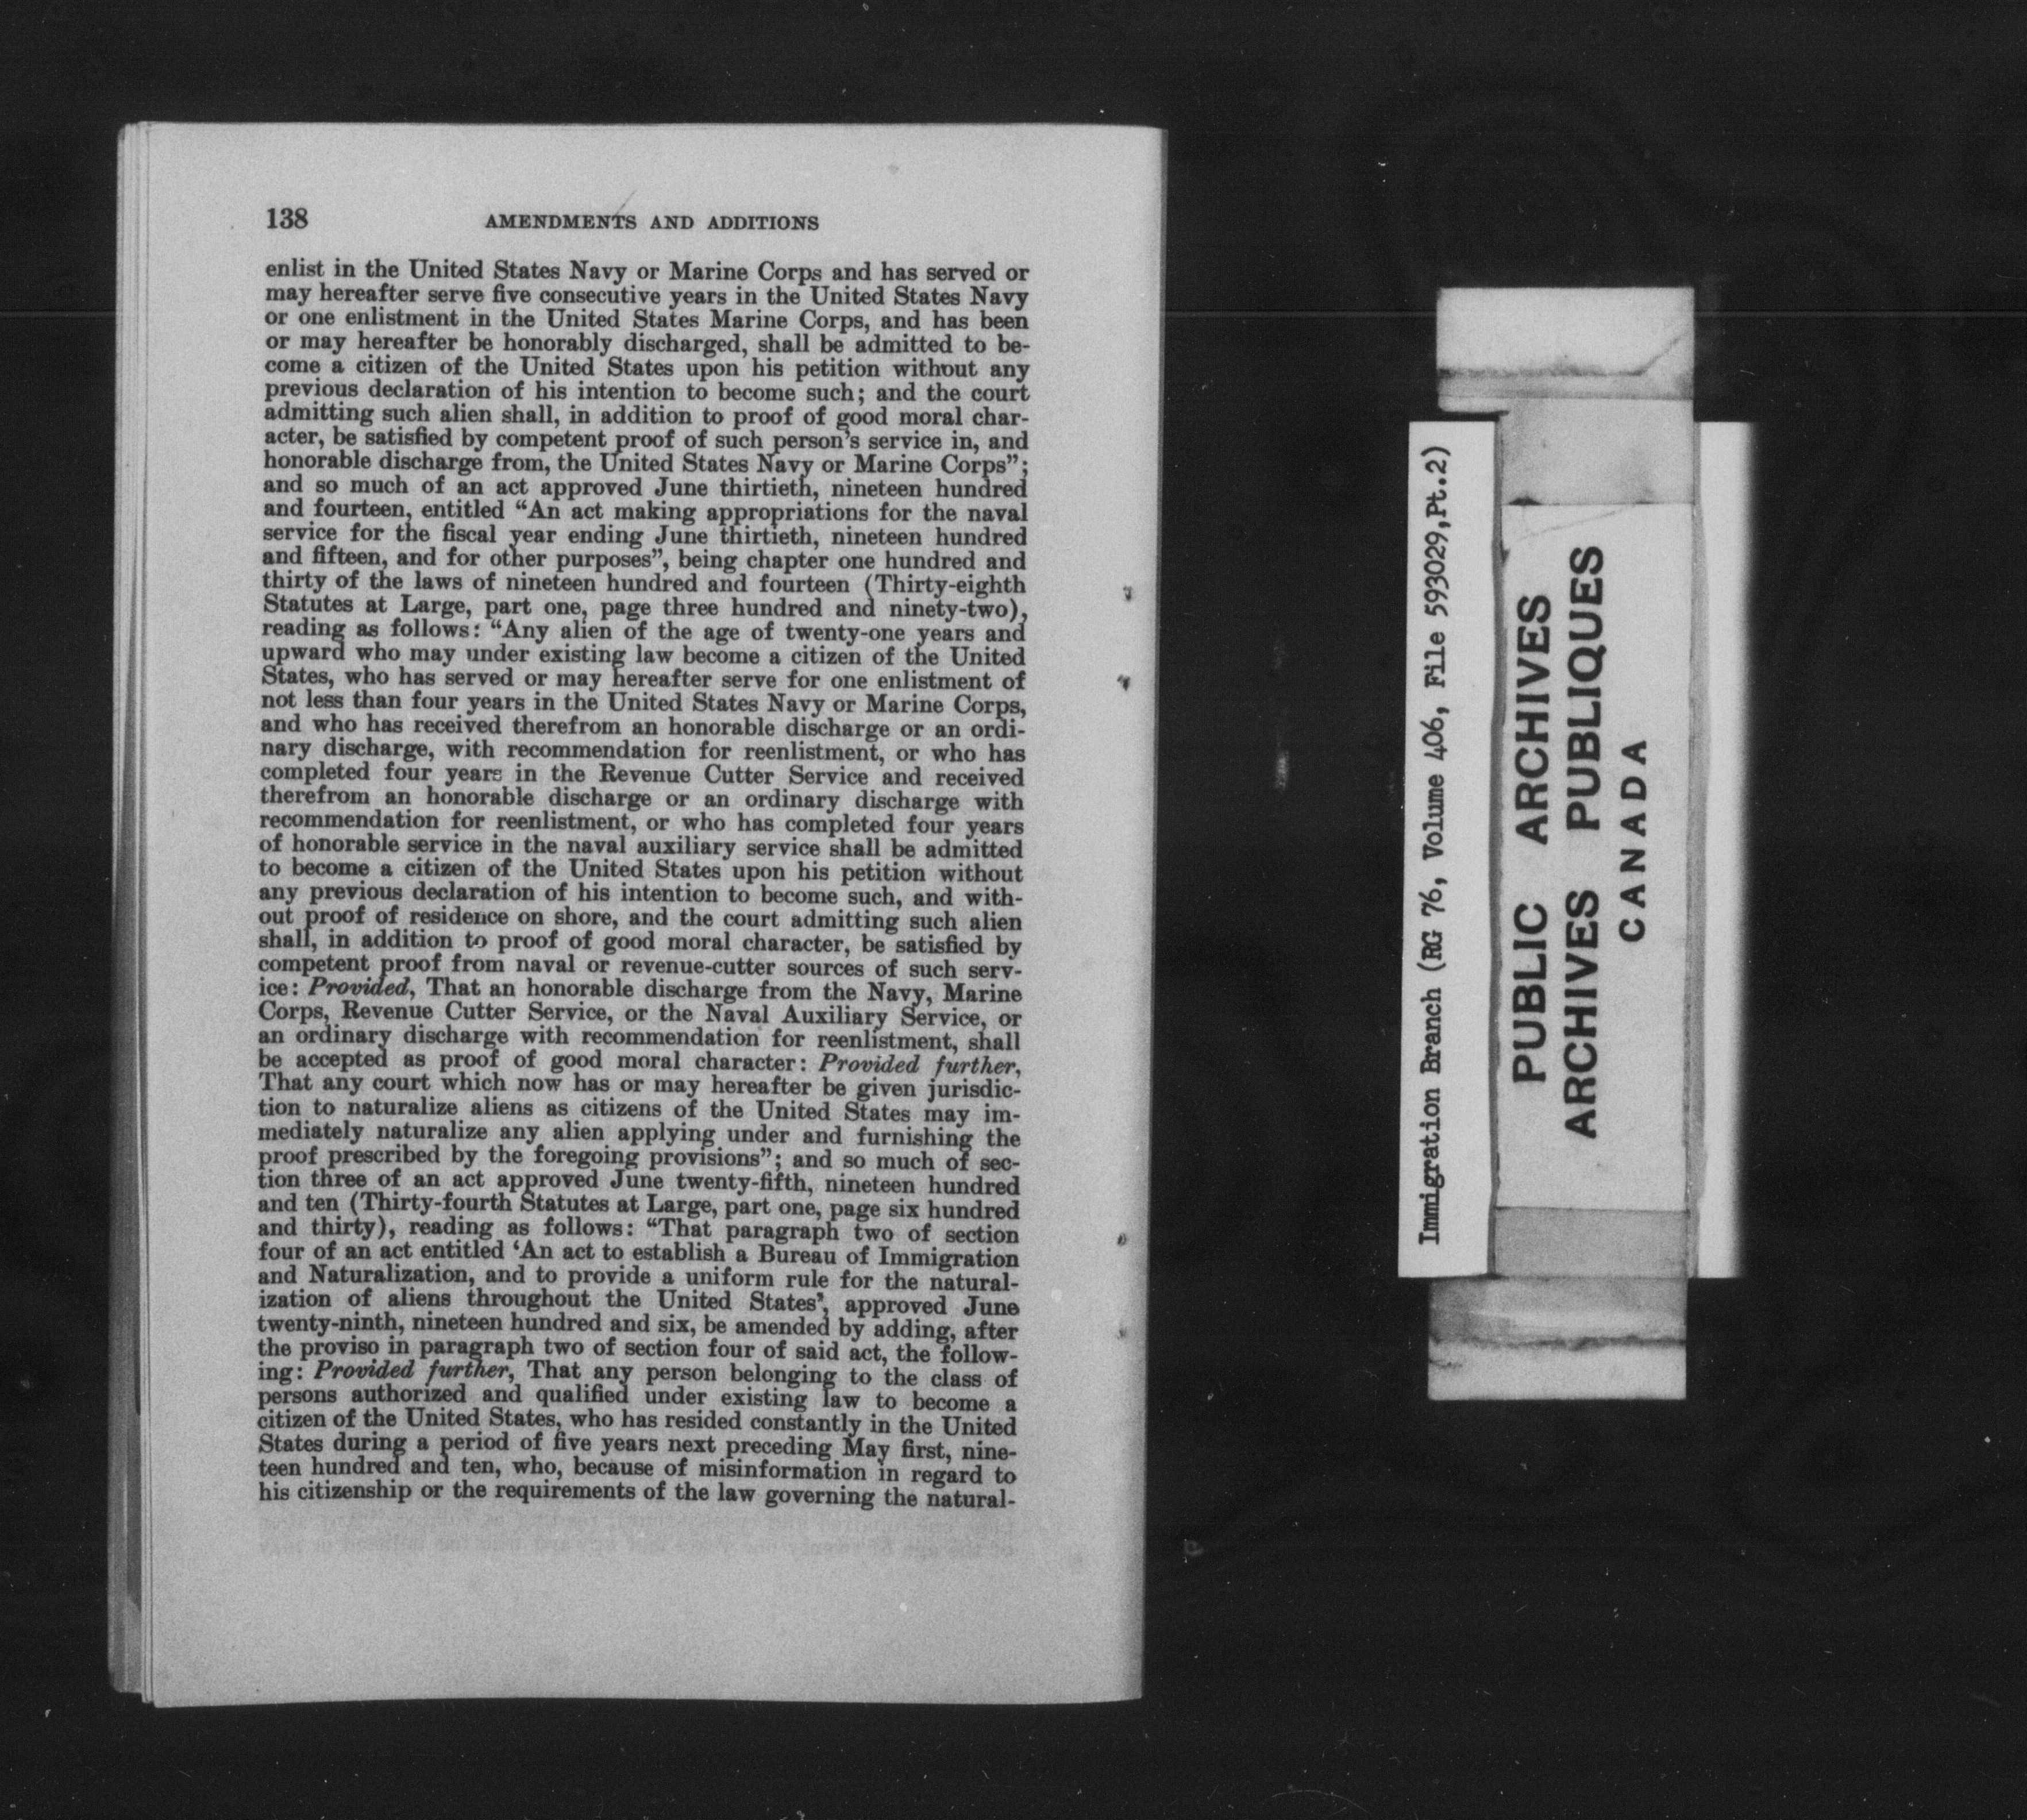 138 AMENDMENTS AND ADDITIONS
enlist in the United States Navy or Marine Corps and has served or
may hereafter serve five consecutive years in the United States Navy
or one enlistment in the United States Marine Corps, and has been
or may hereafter be honorably discharged, shall be admitted to be-
come a citizen of the United States upon his petition without any
previous declaration of his intention to become such; and the court
admitting such alien shall, in addition to proof of good moral char-
acter, be satisfied by competent proof of such person's service in, and
honorable discharge from, the United States Navy or Marine Corps";
and so much of an act approved June thirtieth, nineteen hundred
and fourteen, entitled "An act making appropriations for the naval
service for the fiscal year ending June thirtieth, nineteen hundred
and fifteen, and for other purposes", being chapter one hundred and
thirty of the laws of nineteen hundred and fourteen (Thirty-eighth
Statutes at Large, part one, page three hundred and ninety-two),
reading as follows: "Any alien of the age of twenty-one years and
upward who may under existing law become a citizen of the United
States, who has served or may hereafter serve for one enlistment of
not less than four years in the United States Navy or Marine Corps,
and who has received therefrom an honorable discharge or an ordi-
nary discharge, with recommendation for reenlistment, or who has
completed four years in the Revenue Cutter Service and received
therefrom an honorable discharge or an ordinary discharge with
recommendation for reenlistment, or who has completed four years
of honorable service in the naval auxiliary service shall be admitted
to become a citizen of the United States upon his petition without
any previous declaration of his intention to become such, and with-
out proof of residence on shore, and the court admitting such alien
shall, in addition to proof of good moral character, be satisfied by
competent proof from naval or revenue-cutter sources of such serv-
ice: Provided, That an honorable discharge from the Navy, Marine
Corps, Revenue Cutter Service, or the Naval Auxiliary Service, or
an ordinary discharge with recommendation for reenlistment, shall
be accepted as proof of good moral character: Provided further,
That any court which now has or may hereafter be given jurisdic-
tion to naturalize aliens as citizens of the United States may im-
mediately naturalize any alien applying under and furnishing the
proof prescribed by the foregoing provisions"; and so much of sec-
tion three of an act approved June twenty-fifth, nineteen hundred
and ten (Thirty-fourth Statutes at Large, part one, page six hundred
and thirty), reading as follows: "That paragraph two of section
four of an act entitled 'An act to establish a Bureau of Immigration
and Naturalization, and to provide a uniform rule for the natural-
ization of aliens throughout the United States', approved June
twenty-ninth, nineteen hundred and six, be amended by adding, after
the proviso in paragraph two of section four of said act, the follow-
ing: Provided further, That any person belonging to the class of
persons authorized and qualified under existing law to become a
citizen of the United States, who has resided constantly in the United
States during a period of five years next preceding May first, nine-
teen hundred and ten, who, because of misinformation in regard to
his citizenship or the requirements of the law governing the natural-
Immigration Branch (RG 76, Volume 406, File 593029,Pt.2)
PUBLIC ARCHIVES
ARCHIVES PUBLIQUES
CANADA